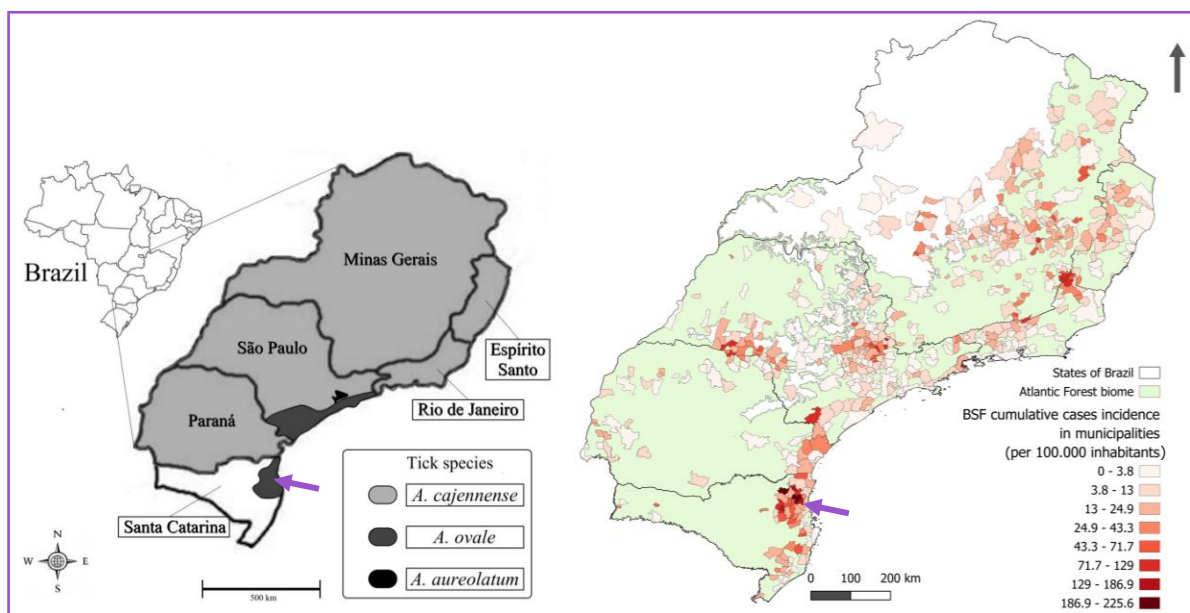 Brazil
Minas Gerais
São Paulo
Espírito
Santo
Rio de Janeiro
Paraná
Santa Catarina
N
W E
S
500 km
Tick species
A. cajennense
A. ovale
A. aureolatum
States of Brazil
Atlantic Forest biome
BSF cumulative cases incidence
in municipalities
(per 100.000 inhabitants)
0 - 3.8
3.8 - 13
13 - 24.9
24.9 - 43.3
43.3 - 71.7
71.7 - 129
129 - 186.9
186.9 - 225.6
0 100 200 km